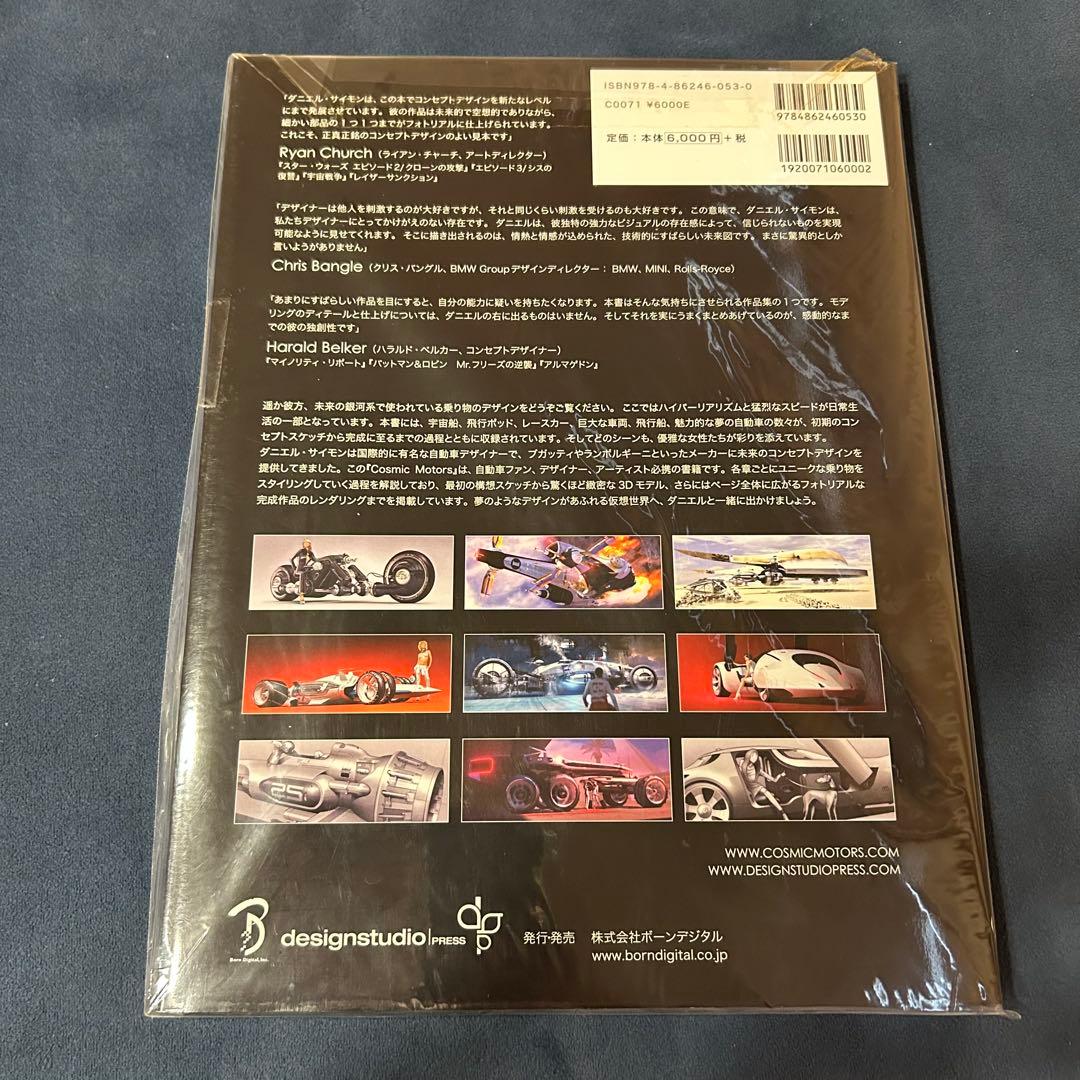 「ダニエル・サイモンは、この本でコンセプトデザインを新たなレベル
にまで発展させています。彼の作品は未来的で空想的でありながら、
細かい部品の1つ1つまでがフォトリアルに仕上げられています。
これこそ、正真正銘のコンセプトデザインのよい見本です」
Ryan Church（ライアン・チャーチ、アートディレクター）
『スター・ウォーズ エピソード2/クローンの攻撃』『エピソード3/シスの
復讐』『宇宙戦争』『レイザーサンクション』
ISBN978-4-86246-053-0
C0071 ¥6000E
定価：本体6,000円+税
9784862460530
1920071060002
「デザイナーは他人を刺激するのが大好きですが、それと同じくらい刺激を受けるのも大好きです。この意味で、ダニエル・サイモンは、
私たちデザイナーにとってかけがえのない存在です。ダニエルは、彼独特の強力なビジュアルの存在感によって、信じられないものを実現
可能なように見せてくれます。そこに描き出されるのは、情熱と情感が込められた、技術的にすばらしい未来図です。まさに驚異的としか
言いようがありません」
Chris Bangle（クリス・バングル、BMW Groupデザインディレクター：BMW、MINI、Rolls-Royce）
「あまりにすばらしい作品を目にすると、自分の能力に疑いを持ちたくなります。本書はそんな気持ちにさせられる作品集の1つです。モデ
リングのディテールと仕上げについては、ダニエルの右に出るものはいません。そしてそれを実にうまくまとめあげているのが、感動的なま
での彼の独創性です」
Harald Belker（ハラルド・ベルカー、コンセプトデザイナー）
『マイノリティ・リポート』『バットマン&ロビン Mr.フリーズの逆襲』『アルマゲドン』
遥か彼方、未来の銀河系で使われている乗り物のデザインをどうぞご覧ください。ここではハイパーリアリズムと猛烈なスピードが日常生
活の一部となっています。本書には、宇宙船、飛行ポッド、レースカー、巨大な車両、飛行船、魅力的な夢の自動車の数々が、初期のコン
セプトスケッチから完成に至るまでの過程とともに収録されています。そしてどのシーンも、優雅な女性たちが彩りを添えています。
ダニエル・サイモンは国際的に有名な自動車デザイナーで、ブガッティやランボルギーニといったメーカーに未来のコンセプトデザインを
提供してきました。この『Cosmic Motors』は、自動車ファン、デザイナー、アーティスト必携の書籍です。各章ごとにユニークな乗り物を
スタイリングしていく過程を解説しており、最初の構想スケッチから驚くほど緻密な3Dモデル、さらにはページ全体に広がるフォトリアルな
完成作品のレンダリングまでを掲載しています。夢のようなデザインがあふれる仮想世界へ、ダニエルと一緒に出かけましょう。
25
WWW.COSMICMOTORS.COM
WWW.DESIGNSTUDIOPRESS.COM
Born Digital, Inc.
designstudio|PRESS
dsp
発行・発売 株式会社ボーンデジタル
www.borndigital.co.jp